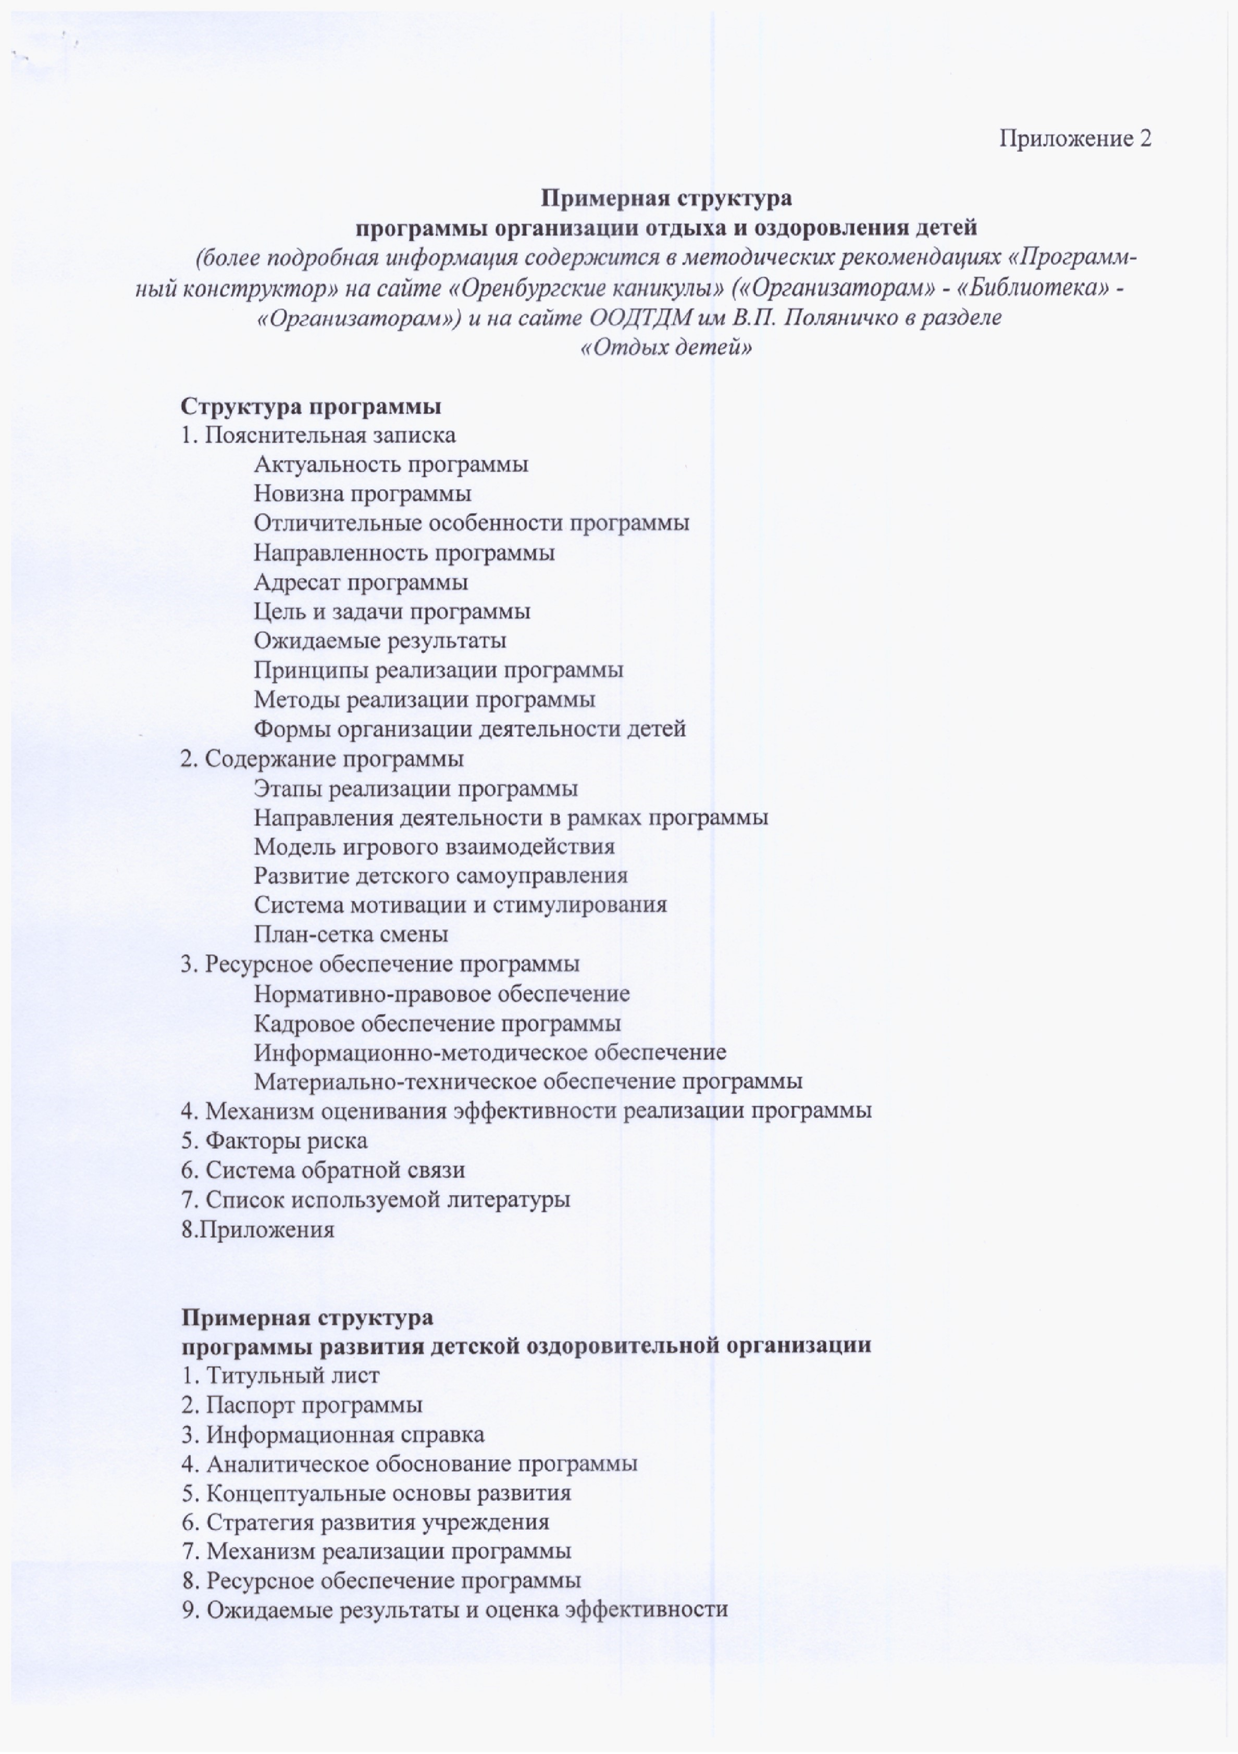 Приложение 2
Примерная структура
программы организации отдыха и оздоровления детей
(более подробная информация содержится в методических рекомендациях «Программ-
ный конструктор» на сайте «Оренбургские каникулы» («Организаторам» - «Библиотека» -
«Организаторам») и на сайте ООДТДМ им В.П. Поляничко в разделе
«Отдых детей»
Структура программы
1. Пояснительная записка
Актуальность программы
Новизна программы
Отличительные особенности программы
Направленность программы
Адресат программы
Цель и задачи программы
Ожидаемые результаты
Принципы реализации программы
Методы реализации программы
Формы организации деятельности детей
2. Содержание программы
Этапы реализации программы
Направления деятельности в рамках программы
Модель игрового взаимодействия
Развитие детского самоуправления
Система мотивации и стимулирования
План-сетка смены
3. Ресурсное обеспечение программы
Нормативно-правовое обеспечение
Кадровое обеспечение программы
Информационно-методическое обеспечение
Материально-техническое обеспечение программы
4. Механизм оценивания эффективности реализации программы
5. Факторы риска
6. Система обратной связи
7. Список используемой литературы
8.Приложения
Примерная структура
программы развития детской оздоровительной организации
1. Титульный лист
2. Паспорт программы
3. Информационная справка
4. Аналитическое обоснование программы
5. Концептуальные основы развития
6. Стратегия развития учреждения
7. Механизм реализации программы
8. Ресурсное обеспечение программы
9. Ожидаемые результаты и оценка эффективности